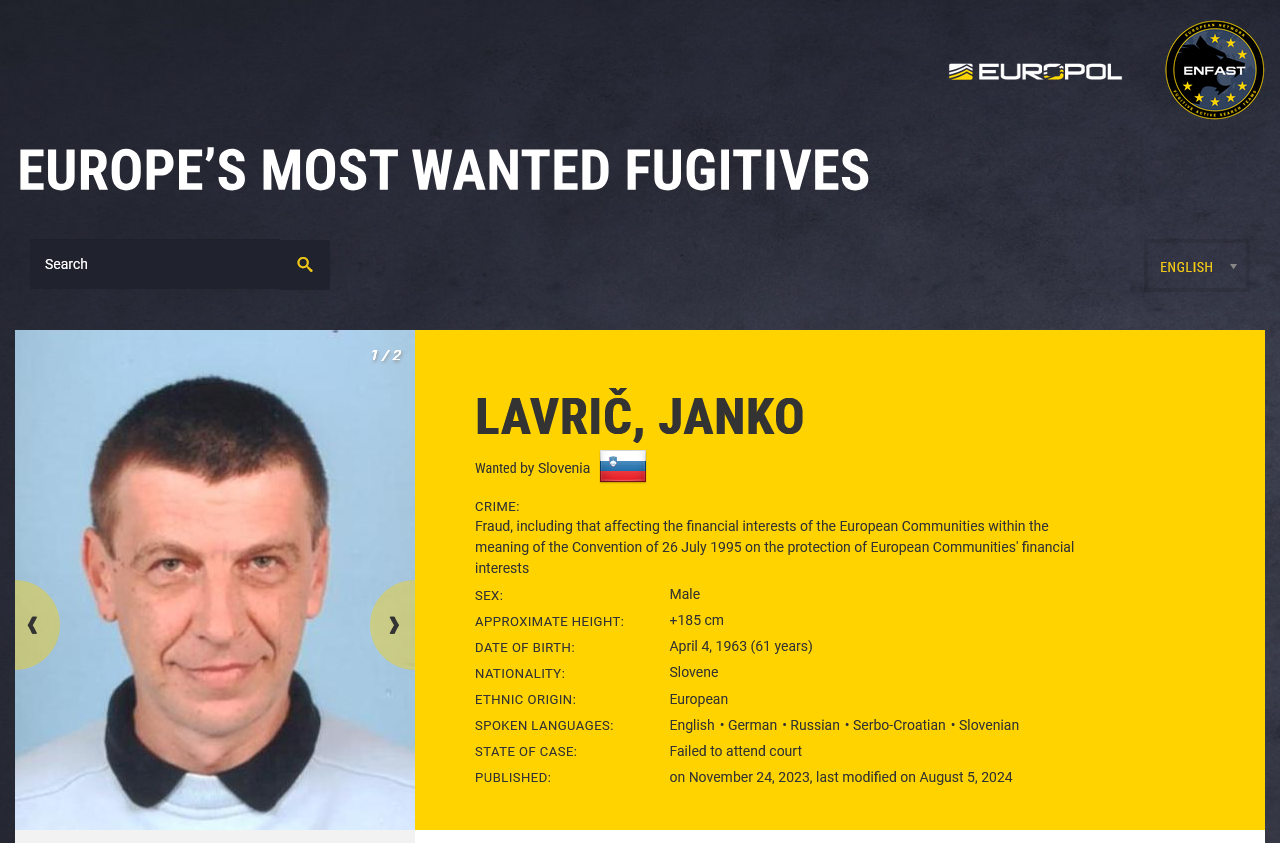 EUROPOL
EUROPEAN NETWORK
ENFAST
FUGITIVE ACTIVE SEARCH TEAMS
EUROPE’S MOST WANTED FUGITIVES
Search
ENGLISH
1 / 2
LAVRIČ, JANKO
Wanted by Slovenia
CRIME:
Fraud, including that affecting the financial interests of the European Communities within the
meaning of the Convention of 26 July 1995 on the protection of European Communities' financial
interests
SEX: Male
APPROXIMATE HEIGHT: +185 cm
DATE OF BIRTH: April 4, 1963 (61 years)
NATIONALITY: Slovene
ETHNIC ORIGIN: European
SPOKEN LANGUAGES: English • German • Russian • Serbo-Croatian • Slovenian
STATE OF CASE: Failed to attend court
PUBLISHED: on November 24, 2023, last modified on August 5, 2024